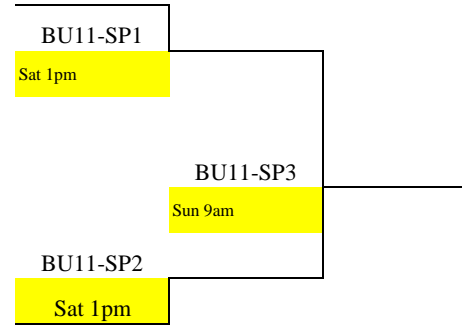 BU11-SP1
Sat 1pm
BU11-SP3
Sun 9am
BU11-SP2
Sat 1pm